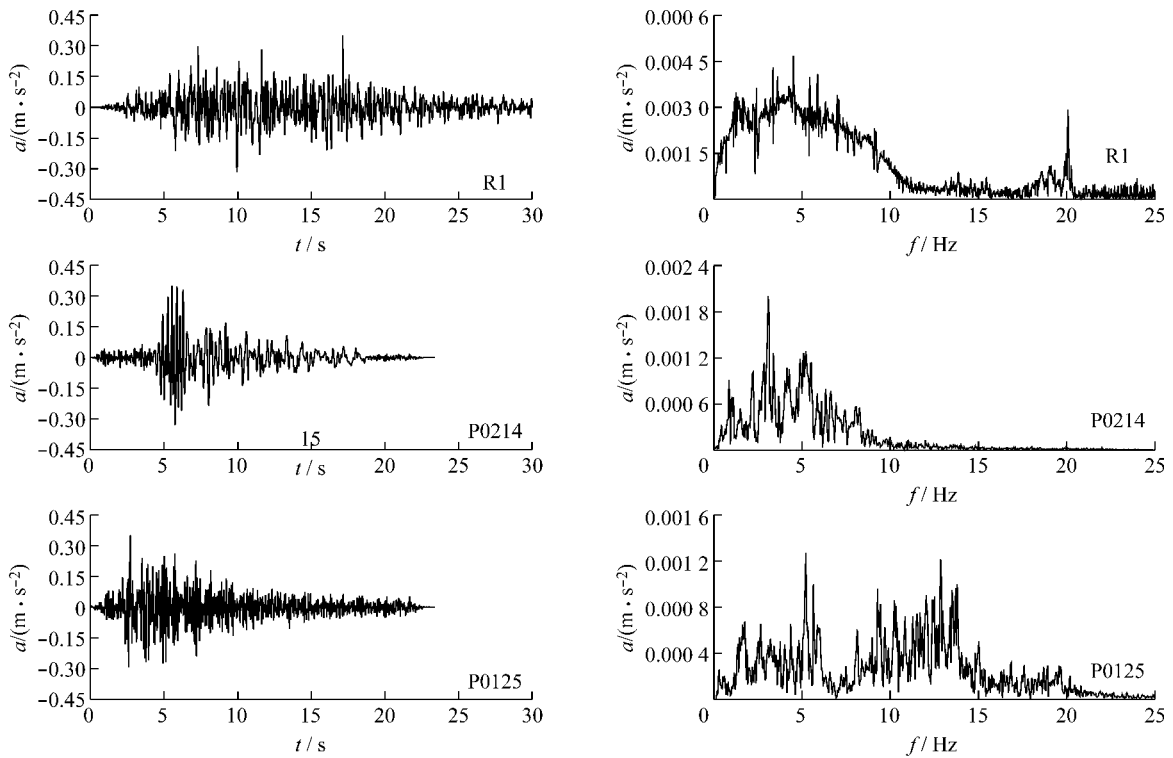 0.45
0.30
0.15
0
−0.15
−0.30
−0.45
a/(m · s⁻²)
R1
0 5 10 15 20 25 30
t / s
0.000 6
0.004 5
0.003 0
0.001 5
a/(m · s⁻²)
R1
0 5 10 15 20 25
f / Hz
0.45
0.30
0.15
0
−0.15
−0.30
−0.45
a/(m · s⁻²)
15
P0214
0 5 10 20 25 30
t / s
0.002 4
0.001 8
0.001 2
0.000 6
a/(m · s⁻²)
P0214
0 5 10 15 20 25
f / Hz
0.45
0.30
0.15
0
−0.15
−0.30
−0.45
a/(m · s⁻²)
P0125
0 5 10 15 20 25 30
t / s
0.001 6
0.001 2
0.000 8
0.000 4
a/(m · s⁻²)
P0125
0 5 10 15 20 25
f / Hz